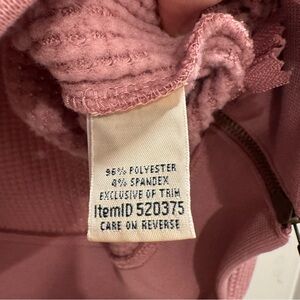 96% POLYESTER
4% SPANDEX
EXCLUSIVE OF TRIM
ItemID 520375
CARE ON REVERSE